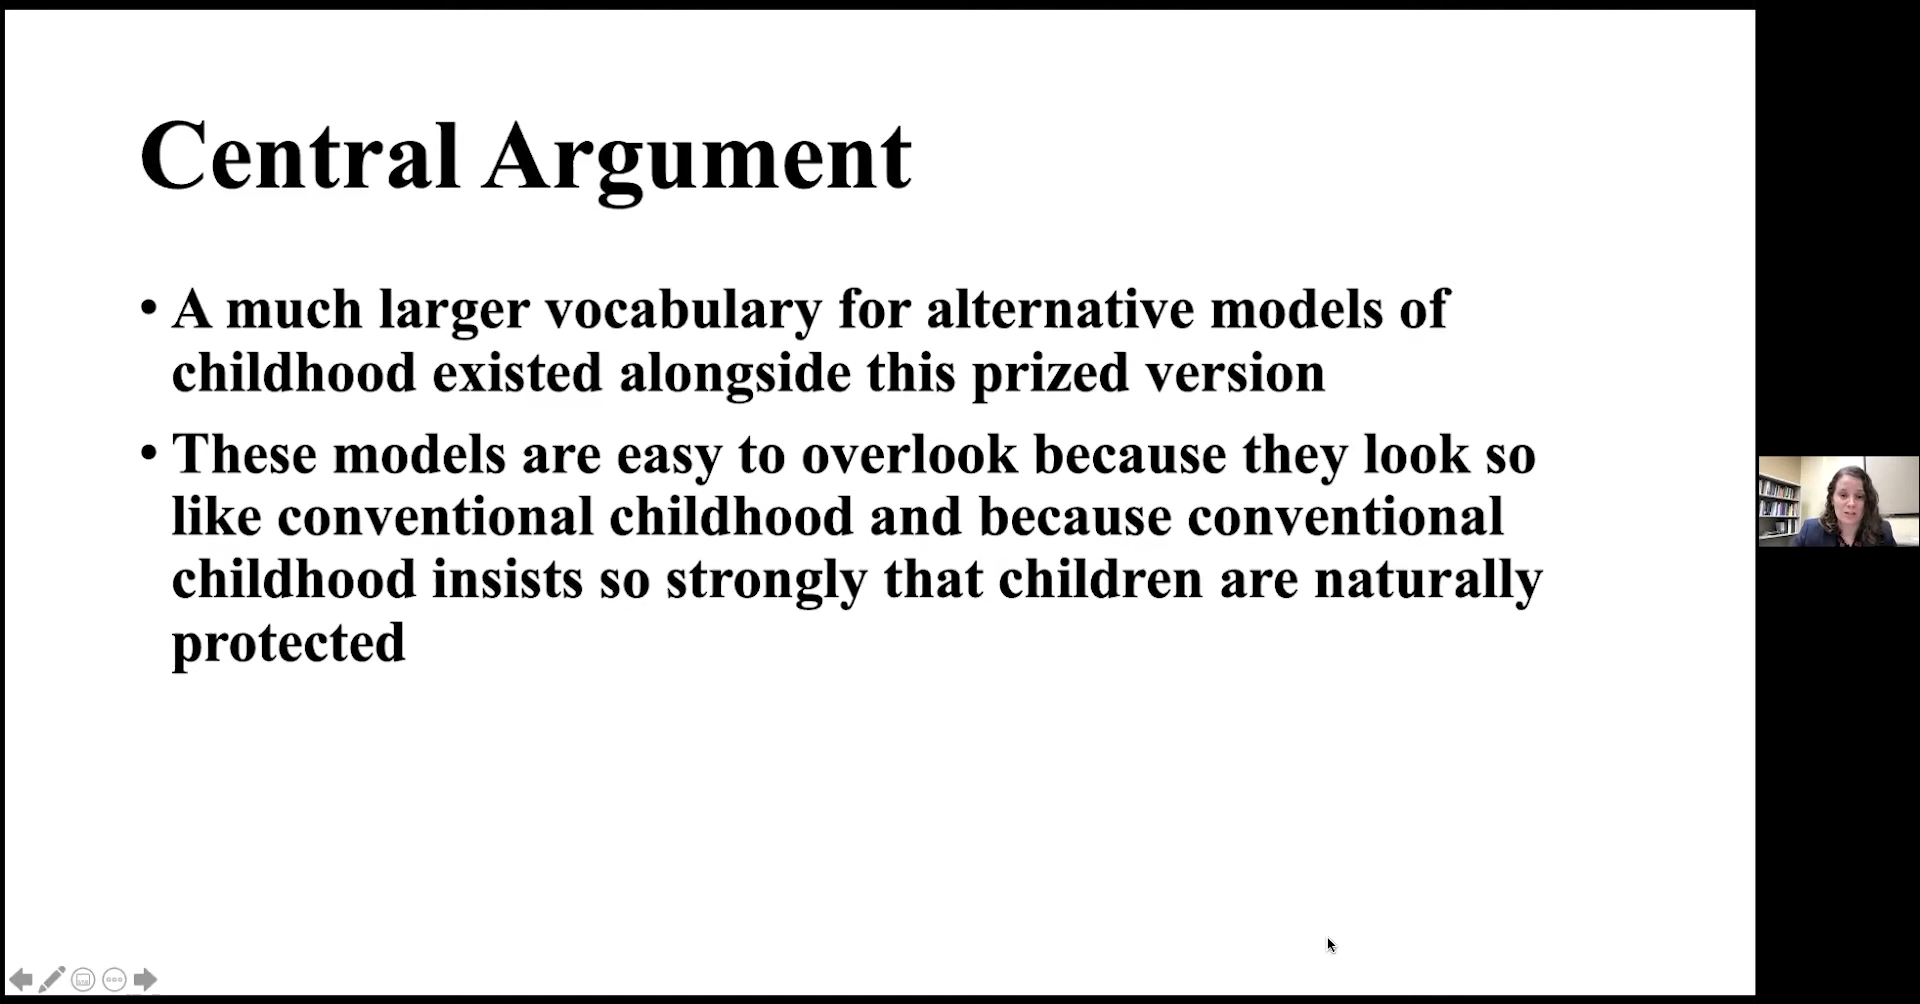 Central Argument
• A much larger vocabulary for alternative models of
childhood existed alongside this prized version
• These models are easy to overlook because they look so
like conventional childhood and because conventional
childhood insists so strongly that children are naturally
protected